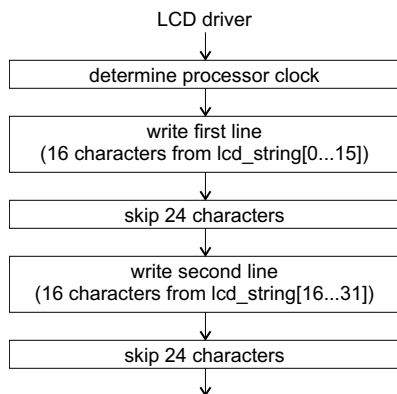 LCD driver
determine processor clock
write first line
(16 characters from lcd_string[0...15])
skip 24 characters
write second line
(16 characters from lcd_string[16...31])
skip 24 characters